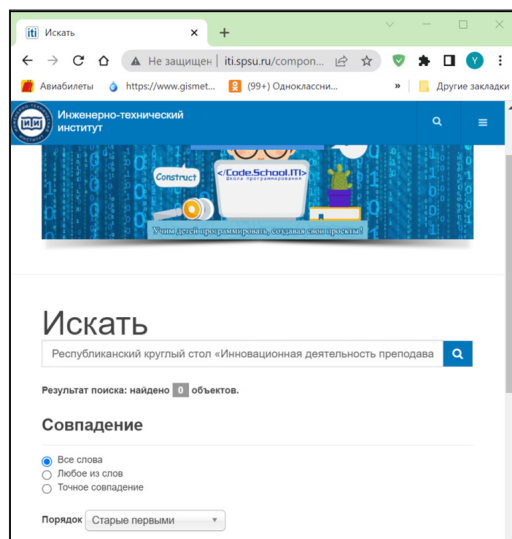 iti Искать
Не защищен iti.spsu.ru/compon...
Авиабилеты https://www.gismet... (99+) Одноклассни... » Другие закладки
Инженерно-технический
институт
ИТИ
Construct
</Code.School.ITI>
Школа программирования
Учим детей программировать, создавая свои проекты!
Искать
Республиканский круглый стол «Инновационная деятельность преподава
Результат поиска: найдено 0 объектов.
Совпадение
Все слова
Любое из слов
Точное совпадение
Порядок Старые первыми